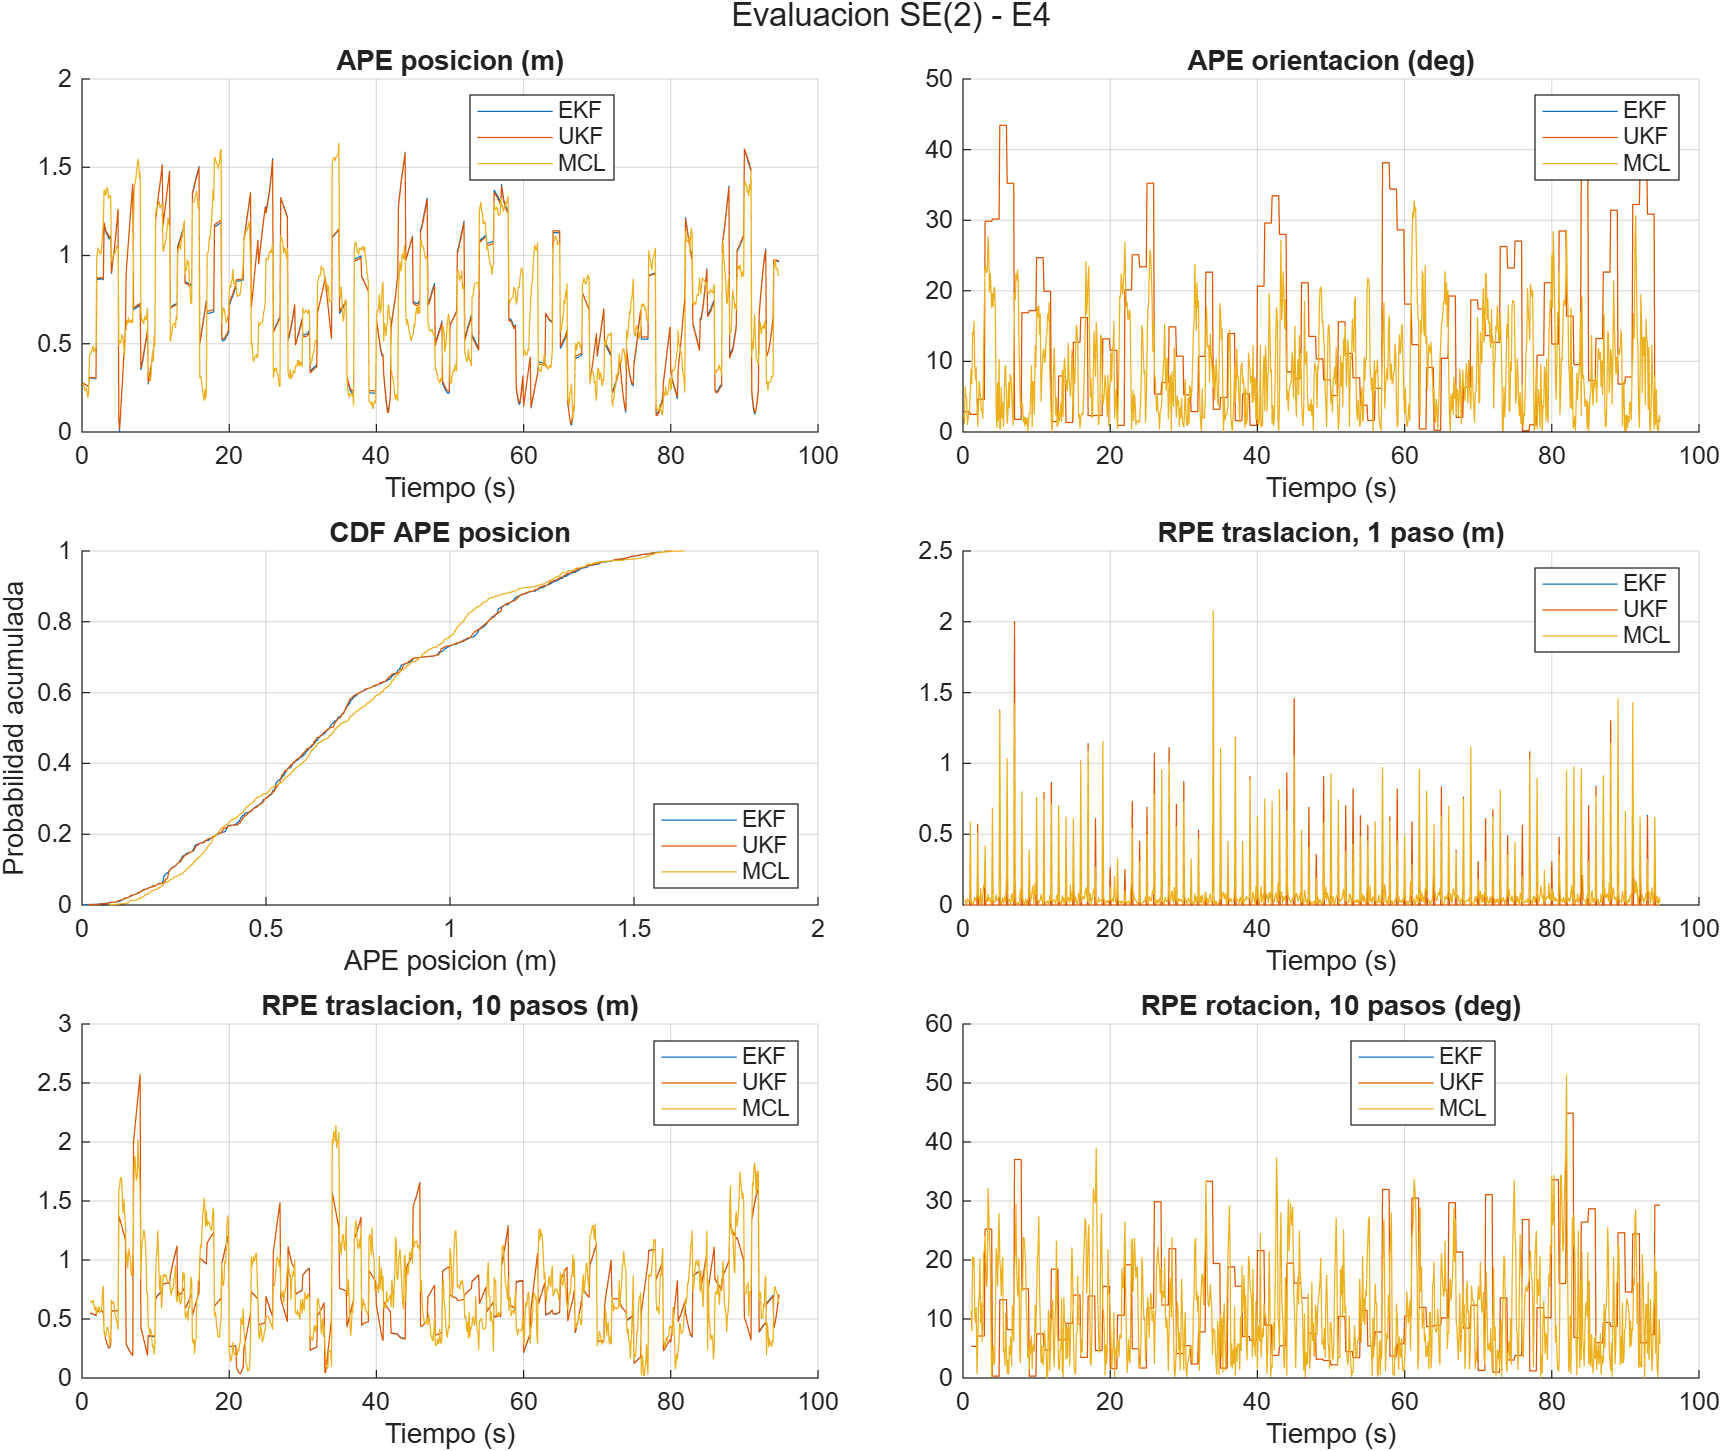 Evaluacion SE(2) - E4
APE posicion (m)
2
1.5
1
0.5
0
0 20 40 60 80 100
Tiempo (s)
EKF
UKF
MCL
APE orientacion (deg)
50
40
30
20
10
0
0 20 40 60 80 100
Tiempo (s)
EKF
UKF
MCL
CDF APE posicion
Probabilidad acumulada
1
0.8
0.6
0.4
0.2
0
0 0.5 1 1.5 2
APE posicion (m)
EKF
UKF
MCL
RPE traslacion, 1 paso (m)
2.5
2
1.5
1
0.5
0
0 20 40 60 80 100
Tiempo (s)
EKF
UKF
MCL
RPE traslacion, 10 pasos (m)
3
2.5
2
1.5
1
0.5
0
0 20 40 60 80 100
Tiempo (s)
EKF
UKF
MCL
RPE rotacion, 10 pasos (deg)
60
50
40
30
20
10
0
0 20 40 60 80 100
Tiempo (s)
EKF
UKF
MCL